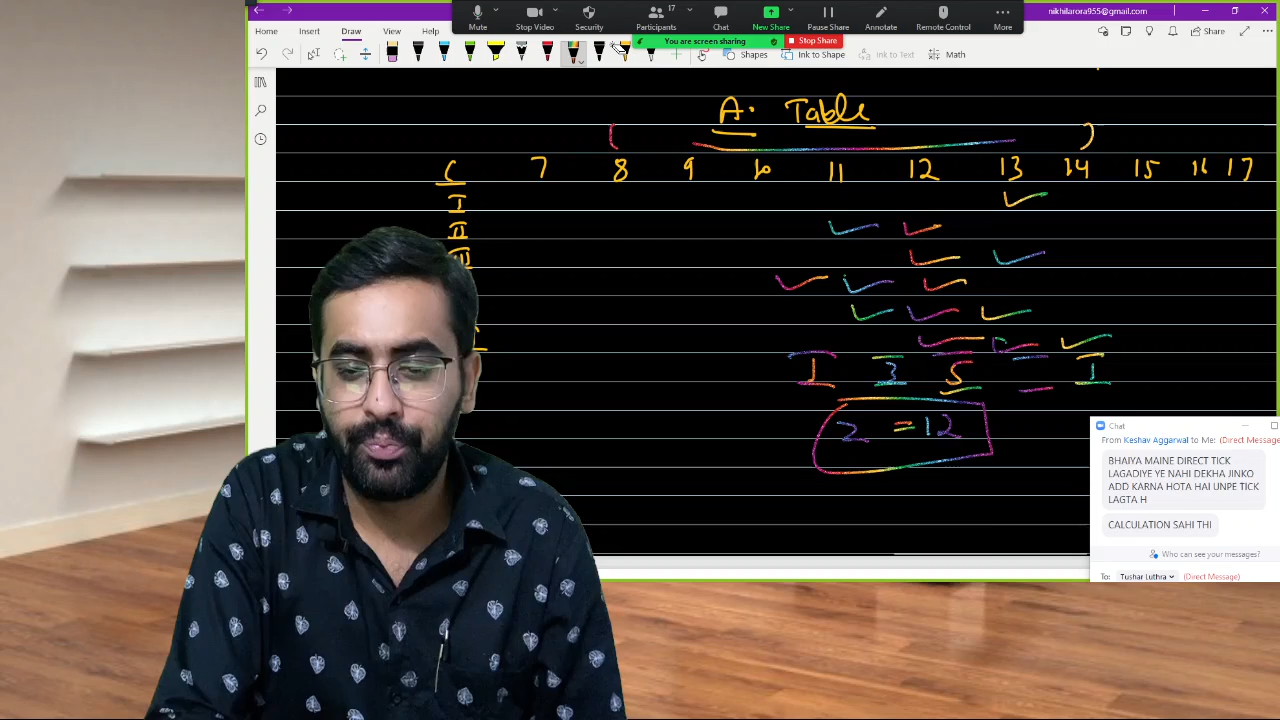 17
nikhilarora955@gmail.com
Mute
Stop Video
Security
Participants
Chat
New Share
Pause Share
Annotate
Remote Control
More
You are screen sharing
Stop Share
Share
Home
Insert
Draw
View
Help
Shapes
Ink to Shape
Ink to Text
Math
A. Table
C 7 8 9 10 11 12 13 14 15 16 17
I
II
III
1 3 5 1
2 = 12
Chat
From Keshav Aggarwal to Me: (Direct Message)
BHAIYA MAINE DIRECT TICK
LAGADIYE YE NAHI DEKHA JINKO
ADD KARNA HOTA HAI UNPE TICK
LAGTA H
CALCULATION SAHI THI
Who can see your messages?
To: Tushar Luthra (Direct Message)